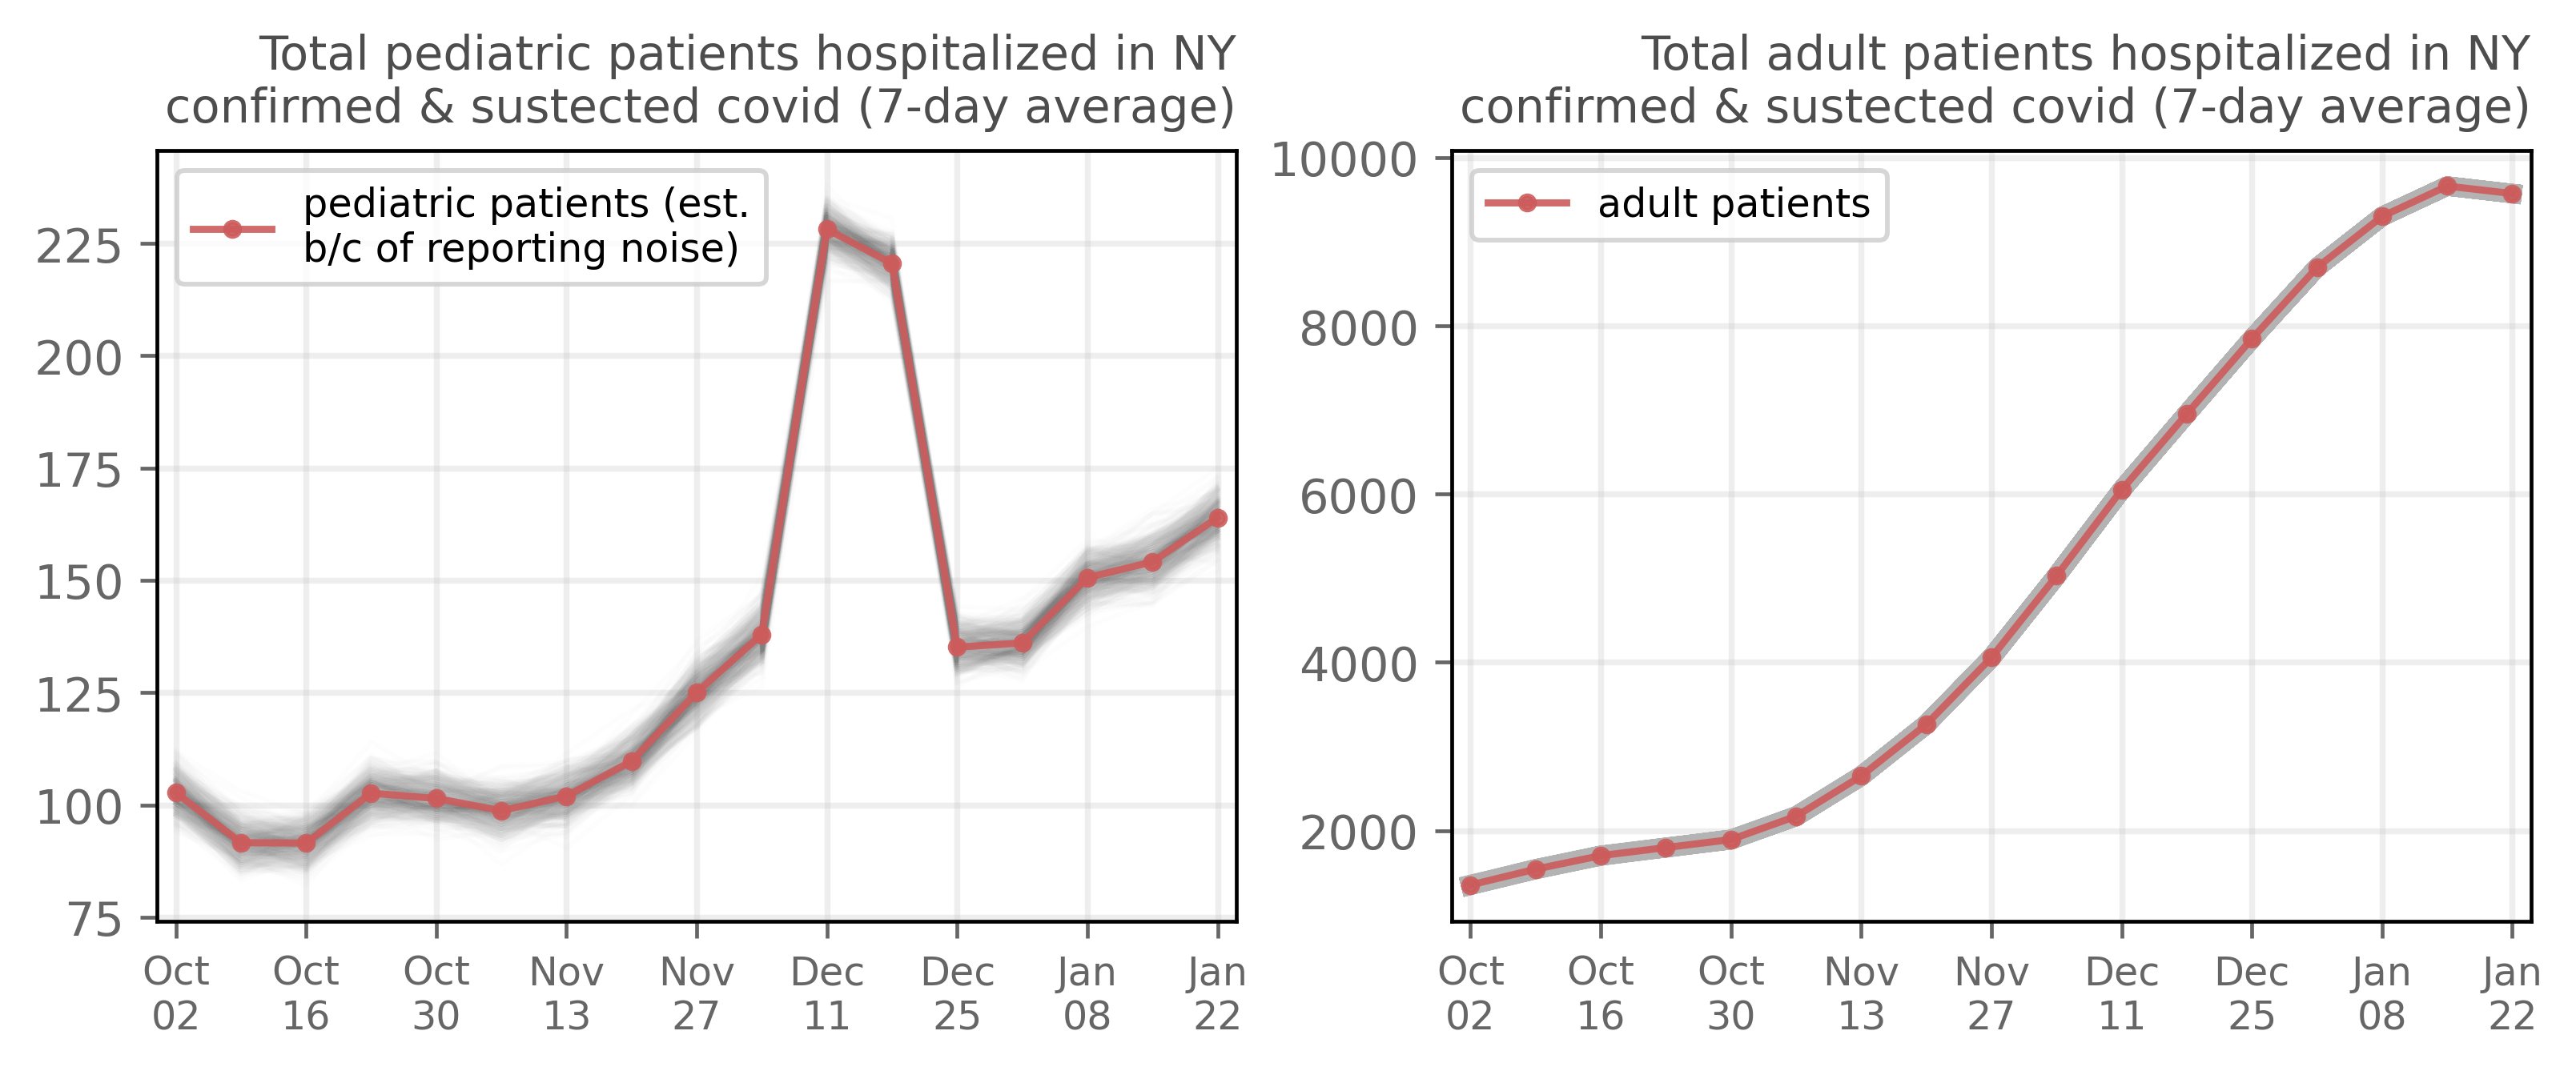 Total pediatric patients hospitalized in NY
confirmed & sustected covid (7-day average)
pediatric patients (est.
b/c of reporting noise)
225
200
175
150
125
100
75
Oct
02
Oct
16
Oct
30
Nov
13
Nov
27
Dec
11
Dec
25
Jan
08
Jan
22
Total adult patients hospitalized in NY
confirmed & sustected covid (7-day average)
adult patients
10000
8000
6000
4000
2000
Oct
02
Oct
16
Oct
30
Nov
13
Nov
27
Dec
11
Dec
25
Jan
08
Jan
22